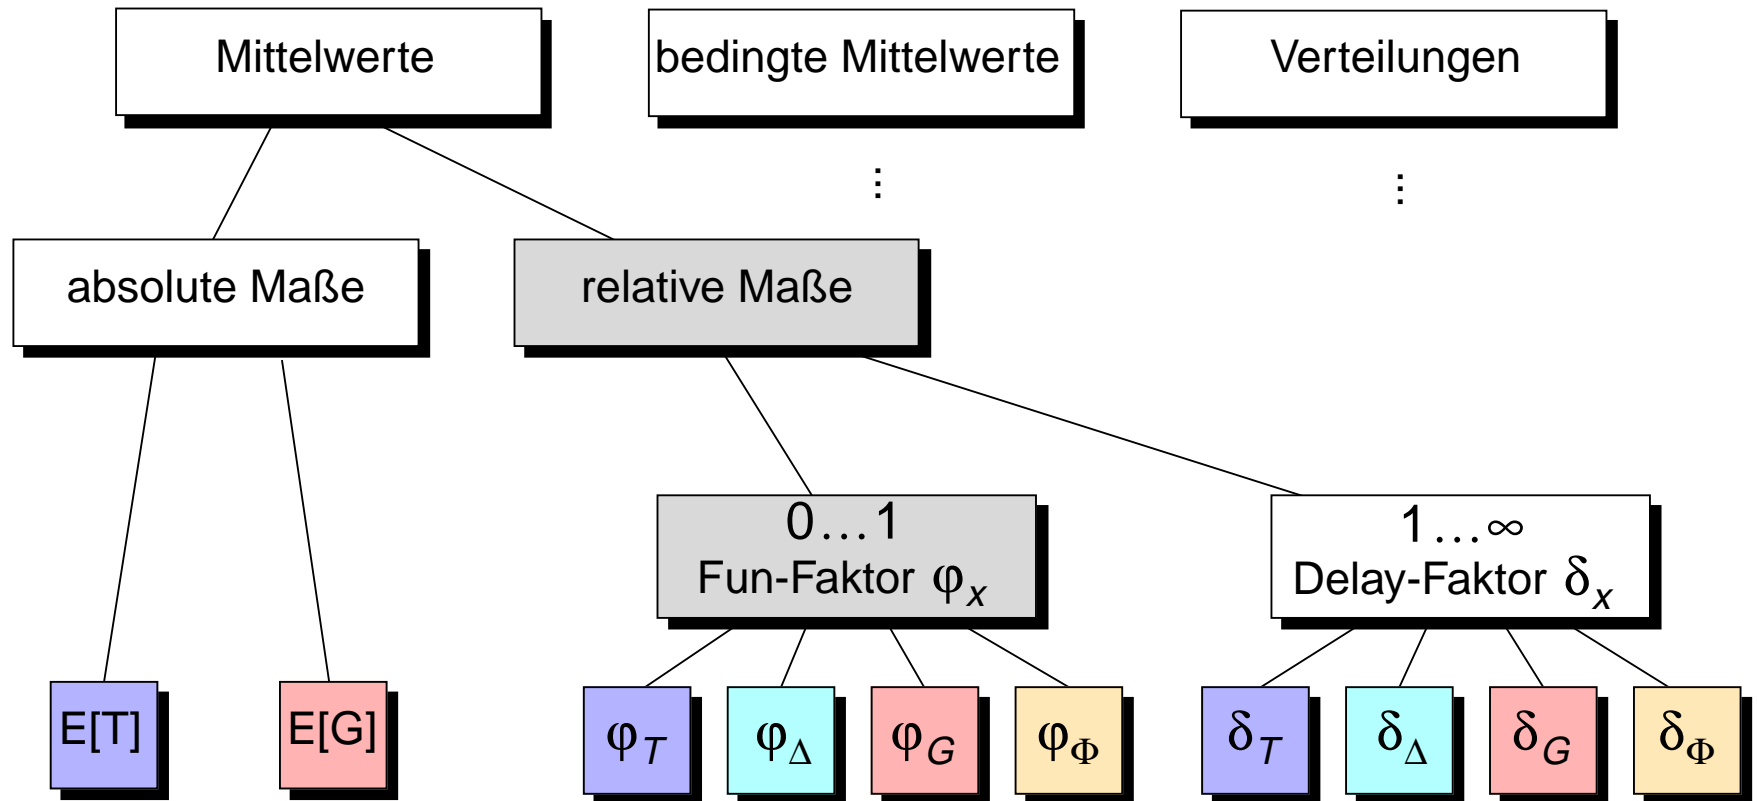 Mittelwerte
bedingte Mittelwerte
Verteilungen
⋮
⋮
absolute Maße
relative Maße
0…1
Fun-Faktor φx
1…∞
Delay-Faktor δx
E[T]
E[G]
φT
φΔ
φG
φΦ
δT
δΔ
δG
δΦ